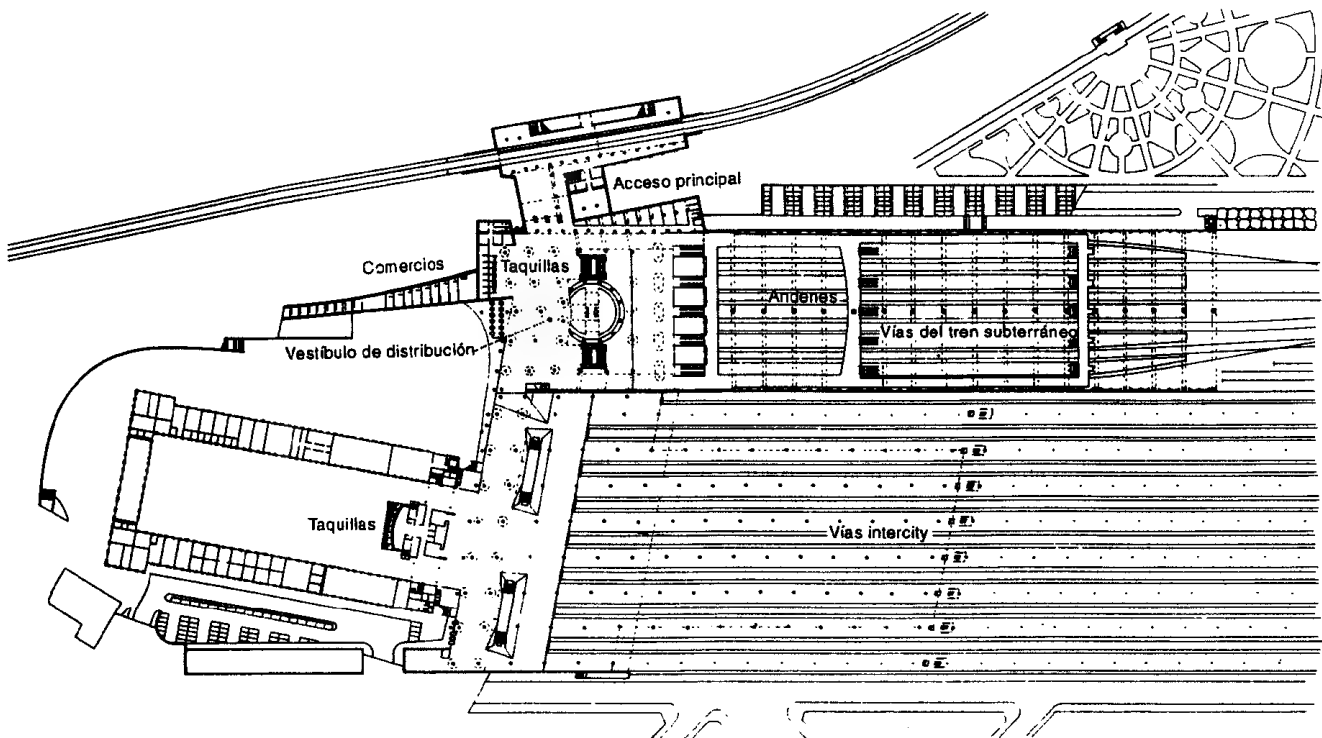 Acceso principal
Comercios
Taquillas
Andenes
Vías del tren subterráneo
Vestíbulo de distribución
Taquillas
Vías intercity